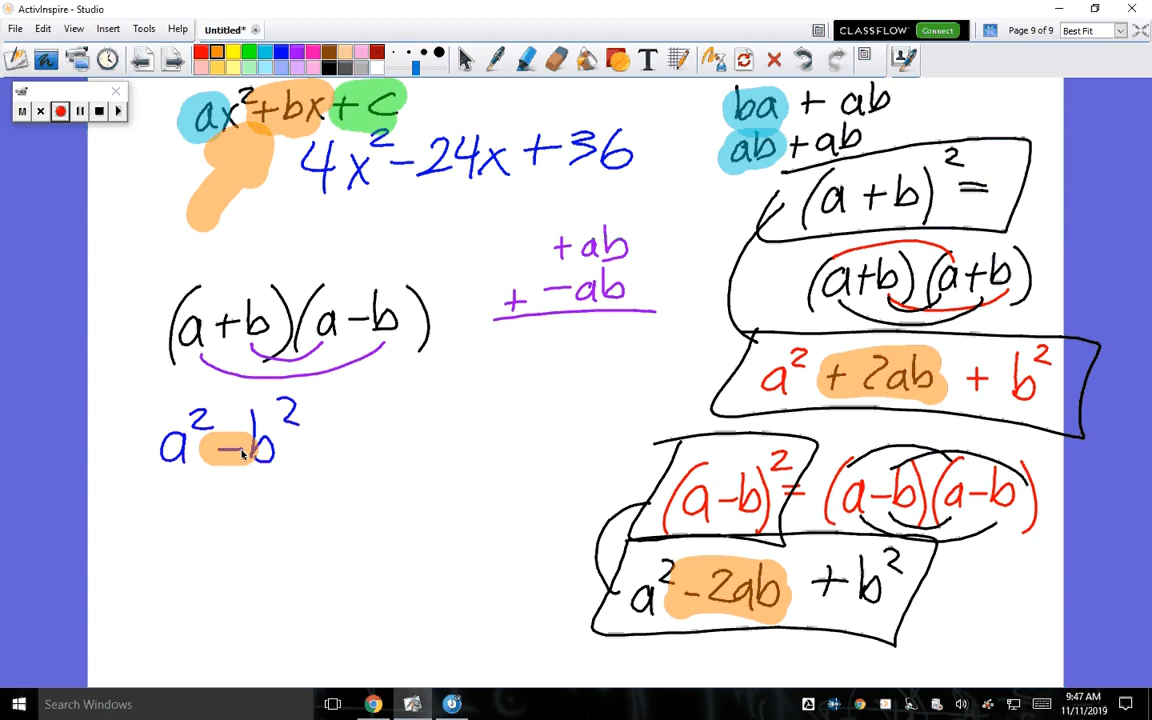 ActivInspire - Studio
File Edit View Insert Tools Help Untitled*
CLASSFLOW Connect Page 9 of 9 Best Fit
M
ax² + bx + c
4x² - 24x + 36
+ab
+ -ab
(a + b)(a - b)
a² - b²
ba + ab
ab + ab
(a + b)² =
(a+b)(a+b)
a² + 2ab + b²
(a-b)² = (a-b)(a-b)
a² - 2ab + b²
Search Windows
9:47 AM
11/11/2019